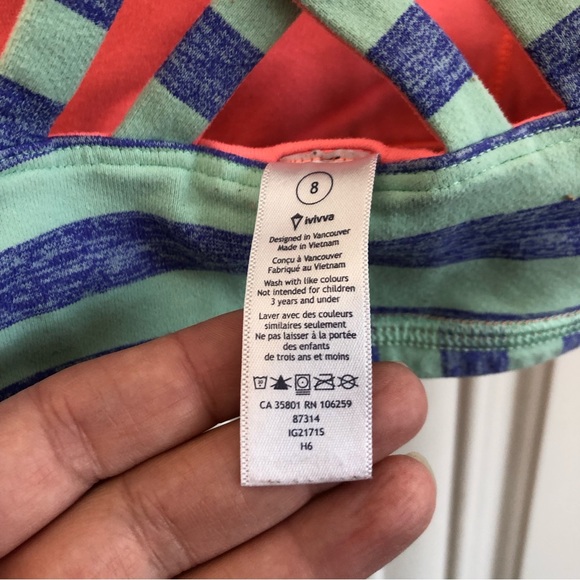 8
ivivva
Designed in Vancouver
Made in Vietnam
Conçu à Vancouver
Fabriqué au Vietnam
Wash with like colours
Not intended for children
3 years and under
Laver avec des couleurs
similaires seulement
Ne pas laisser à la portée
des enfants
de trois ans et moins
CA 35801 RN 106259
87314
IG2171S
H6